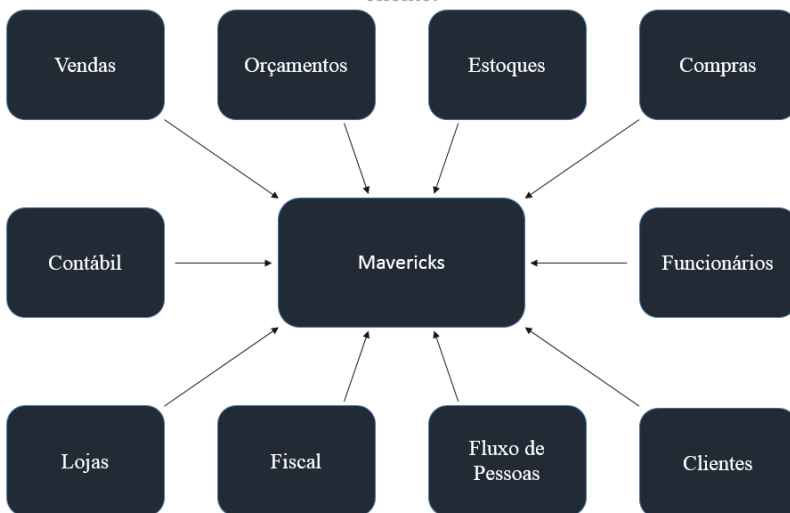 Vendas
Orçamentos
Estoques
Compras
Contábil
Mavericks
Funcionários
Lojas
Fiscal
Fluxo de
Pessoas
Clientes